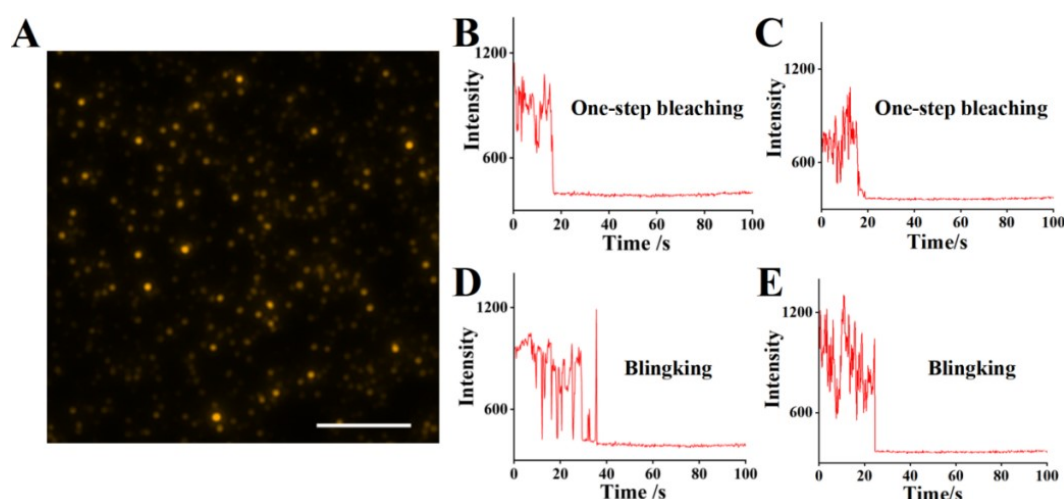 A
B
Intensity
1200
600
One-step bleaching
0 20 40 60 80 100
Time /s
C
Intensity
1200
600
One-step bleaching
0 20 40 60 80 100
Time/s
D
Intensity
1200
600
Blingking
0 20 40 60 80 100
Time /s
E
Intensity
1200
600
Blingking
0 20 40 60 80 100
Time/s